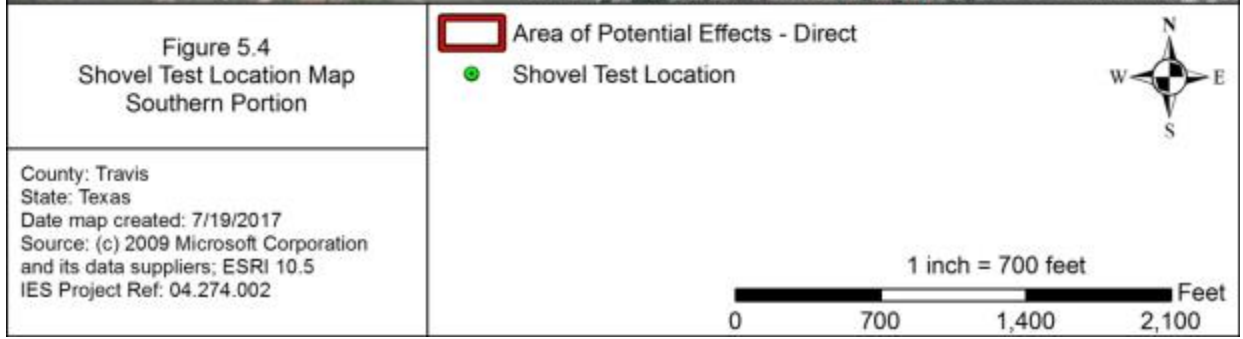 Figure 5.4
Shovel Test Location Map
Southern Portion
County: Travis
State: Texas
Date map created: 7/19/2017
Source: (c) 2009 Microsoft Corporation
and its data suppliers; ESRI 10.5
IES Project Ref: 04.274.002
Area of Potential Effects - Direct
Shovel Test Location
N
W E
S
1 inch = 700 feet
Feet
0 700 1,400 2,100